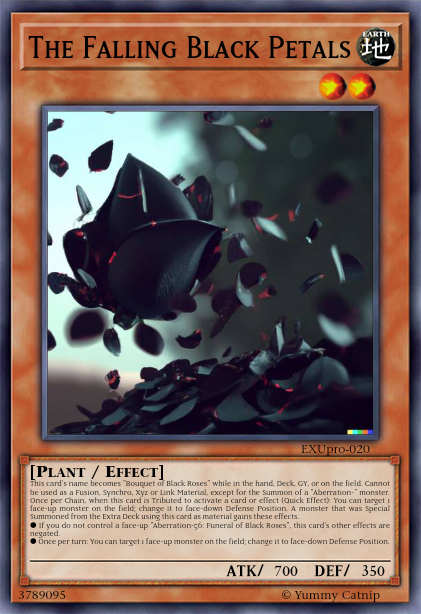 The Falling Black Petals
EARTH
地
EXUpro-020
[Plant / Effect]
This card's name becomes "Bouquet of Black Roses" while in the hand, Deck, GY, or on the field. Cannot
be used as a Fusion, Synchro, Xyz or Link Material, except for the Summon of a "Aberration-" monster.
Once per Chain, when this card is Tributed to activate a card or effect (Quick Effect): You can target 1
face-up monster on the field; change it to face-down Defense Position. A monster that was Special
Summoned from the Extra Deck using this card as material gains these effects.
● If you do not control a face-up "Aberration-56: Funeral of Black Roses", this card's other effects are
negated.
● Once per turn: You can target 1 face-up monster on the field; change it to face-down Defense Position.
ATK/ 700 DEF/ 350
3789095
© Yummy Catnip